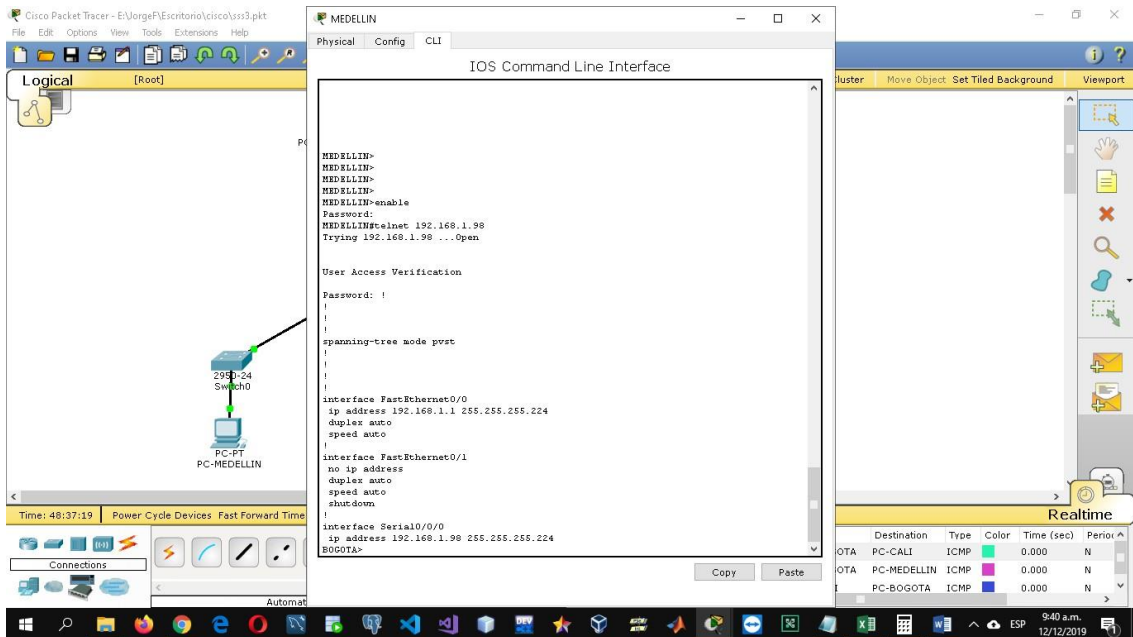 Cisco Packet Tracer - E:\JorgeF\Escritorio\cisco\sss3.pkt
File Edit Options View Tools Extensions Help
Logical [Root]
Cluster Move Object Set Tiled Background Viewport
MEDELLIN
Physical Config CLI
IOS Command Line Interface
MEDELLIN>
MEDELLIN>
MEDELLIN>
MEDELLIN>
MEDELLIN>enable
Password:
MEDELLIN#telnet 192.168.1.98
Trying 192.168.1.98 ...Open
User Access Verification
Password: !
!
!
!
spanning-tree mode pvst
!
!
!
!
interface FastEthernet0/0
ip address 192.168.1.1 255.255.255.224
duplex auto
speed auto
!
interface FastEthernet0/1
no ip address
duplex auto
speed auto
shutdown
!
interface Serial0/0/0
ip address 192.168.1.98 255.255.255.224
BOGOTA>
Copy Paste
2950-24
Switch0
PC-PT
PC-MEDELLIN
Time: 48:37:19 Power Cycle Devices Fast Forward Time
Realtime
Connections
Automat
Destination Type Color Time (sec) Perioc
OTA PC-CALI ICMP 0.000 N
OTA PC-MEDELLIN ICMP 0.000 N
I PC-BOGOTA ICMP 0.000 N
DEV
ESP
9:40 a.m.
12/12/2019